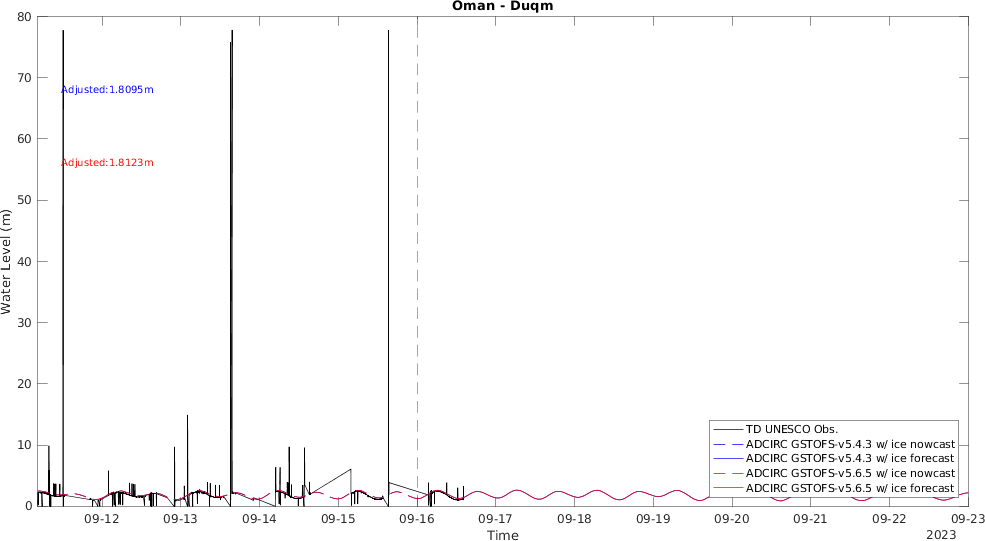 Oman - Duqm
80
70
60
50
40
30
20
10
0
Water Level (m)
Adjusted:1.8095m
Adjusted:1.8123m
TD UNESCO Obs.
ADCIRC GSTOFS-v5.4.3 w/ ice nowcast
ADCIRC GSTOFS-v5.4.3 w/ ice forecast
ADCIRC GSTOFS-v5.6.5 w/ ice nowcast
ADCIRC GSTOFS-v5.6.5 w/ ice forecast
09-12 09-13 09-14 09-15 09-16 09-17 09-18 09-19 09-20 09-21 09-22 09-23
Time
2023